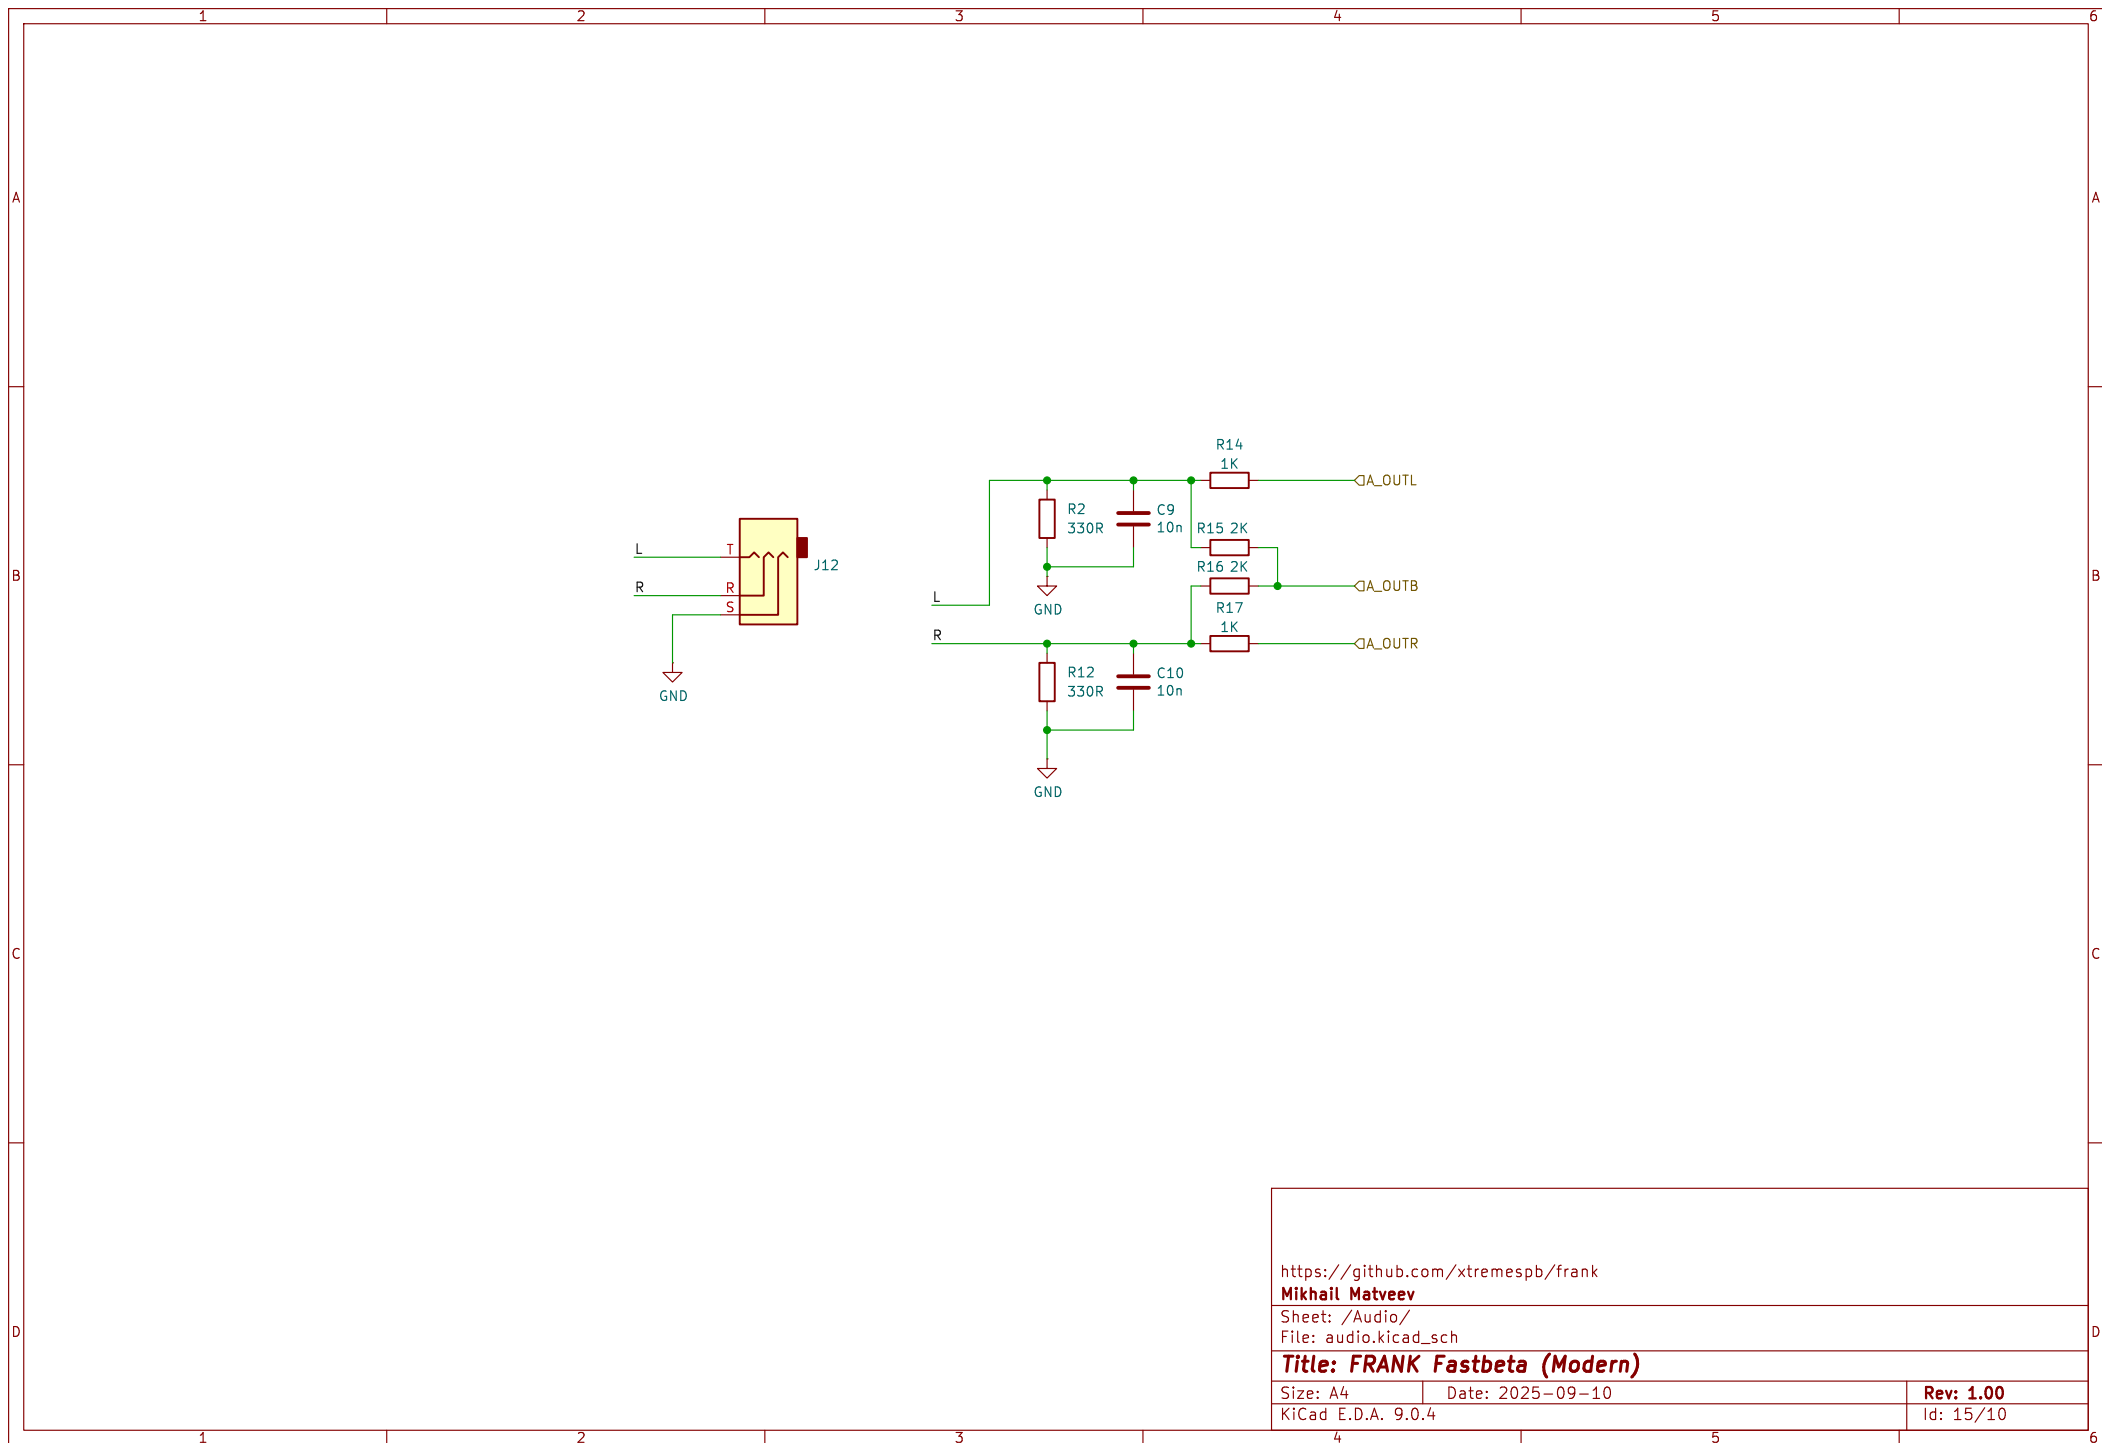 1 2 3 4 5 6
A A
R14
1K
A_OUTL
R2
330R
C9
10n
R15 2K
L
T
J12
R16 2K
B B
R
R
A_OUTB
S
L
GND
R17
1K
R
A_OUTR
R12
330R
C10
10n
GND
GND
C C
https://github.com/xtremespb/frank
Mikhail Matveev
Sheet: /Audio/
File: audio.kicad_sch
D D
Title: FRANK Fastbeta (Modern)
Size: A4 Date: 2025-09-10 Rev: 1.00
KiCad E.D.A. 9.0.4 Id: 15/10
1 2 3 4 5 6